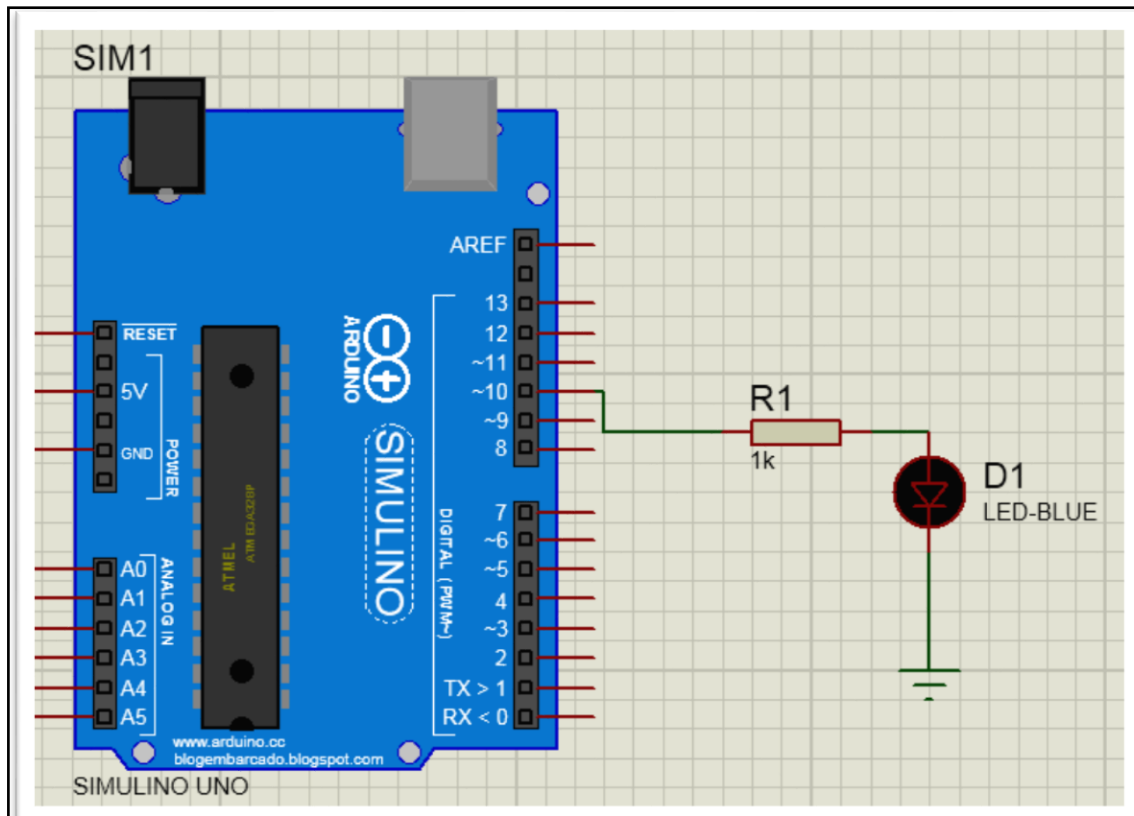 SIM1
AREF
13
12
~11
~10
~9
8
RESET
5V
GND
POWER
ARDUINO
SIMULINO
ATMEL
ATMEGA328P
DIGITAL (PWM~)
7
~6
~5
4
~3
2
TX > 1
RX < 0
A0
A1
A2
A3
A4
A5
ANALOG IN
www.arduino.cc
blogembarcado.blogspot.com
SIMULINO UNO
R1
1k
D1
LED-BLUE